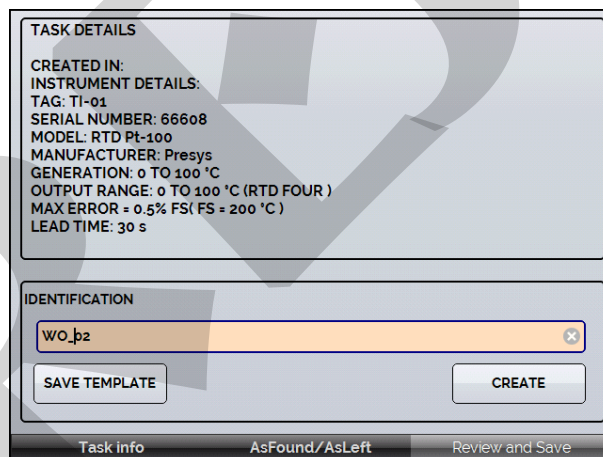 TASK DETAILS
CREATED IN:
INSTRUMENT DETAILS:
TAG: TI-01
SERIAL NUMBER: 66608
MODEL: RTD Pt-100
MANUFACTURER: Presys
GENERATION: 0 TO 100 °C
OUTPUT RANGE: 0 TO 100 °C (RTD FOUR )
MAX ERROR = 0.5% FS( FS = 200 °C )
LEAD TIME: 30 s
IDENTIFICATION
WO_02
SAVE TEMPLATE CREATE
Task info AsFound/AsLeft Review and Save